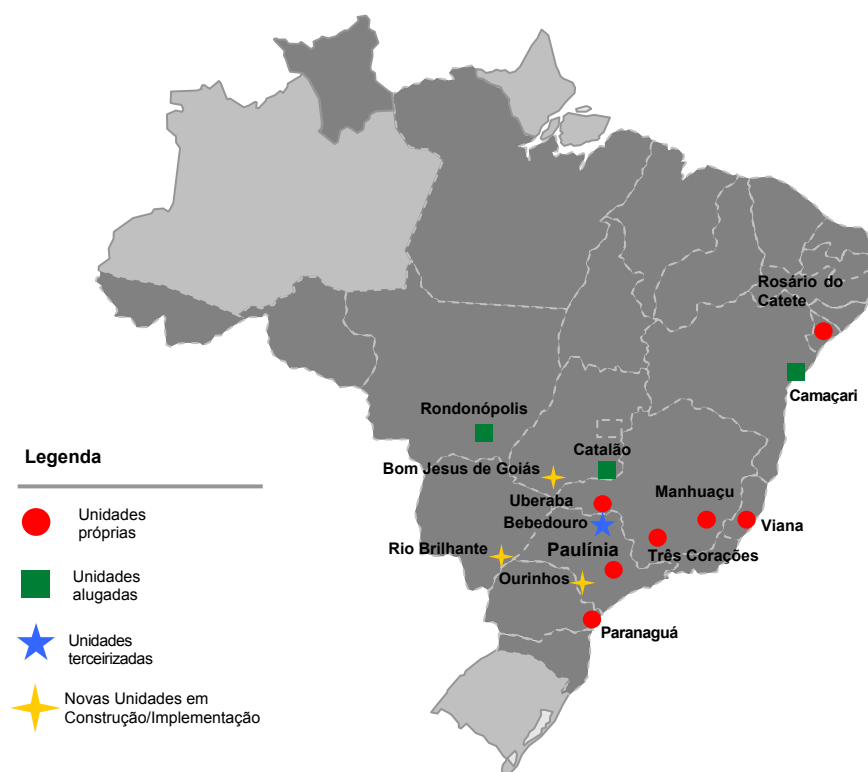 Rosário do
Catete
Camaçari
Rondonópolis
Catalão
Bom Jesus de Goiás
Uberaba
Manhuaçu
Bebedouro
Viana
Rio Brilhante
Paulínia
Três Corações
Ourinhos
Paranaguá
Legenda
Unidades
próprias
Unidades
alugadas
Unidades
terceirizadas
Novas Unidades em
Construção/Implementação